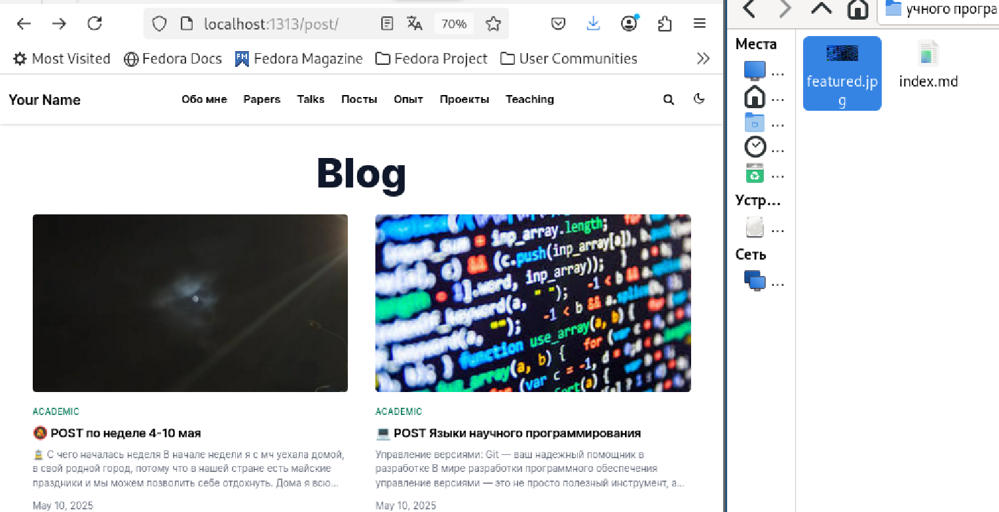 localhost:1313/post/
70%
Most Visited Fedora Docs Fedora Magazine Fedora Project User Communities
Your Name Обо мне Papers Talks Посты Опыт Проекты Teaching
Blog
inp_array.length;
(c.push(inp_array[a]),
inp_array));
}
].word,
" ");
-1 < b &&
keyword(a,
-1 < b && a.
"");
function use_array(a, b) {
for (
(a, b) {
(var c = -1, d
ACADEMIC
POST по неделе 4-10 мая
С чего началась неделя В начале недели я с мч уехала домой,
в свой родной город, потому что в нашей стране есть майские
праздники и мы можем позволить себе отдохнуть. Дома я всю...
May 10, 2025
ACADEMIC
POST Языки научного программирования
Управление версиями: Git — ваш надежный помощник в
разработке В мире разработки программного обеспечения
управление версиями — это не просто полезный инструмент, а...
May 10, 2025
учного програ
Места
...
...
...
...
...
Устр...
...
Сеть
...
featured.jp
g
index.md